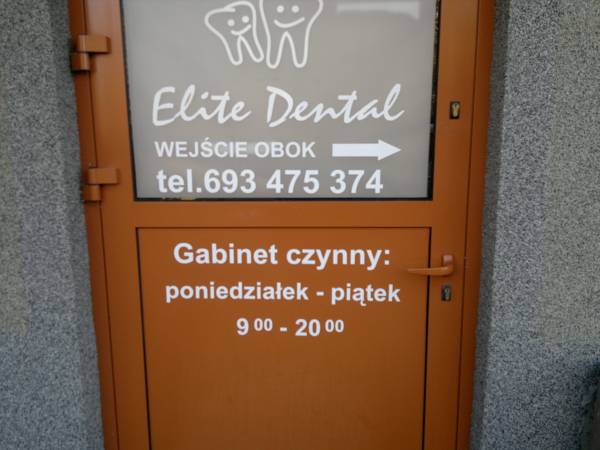 Elite Dental
WEJŚCIE OBOK
tel.693 475 374
Gabinet czynny:
poniedziałek - piątek
9 00 - 20 00